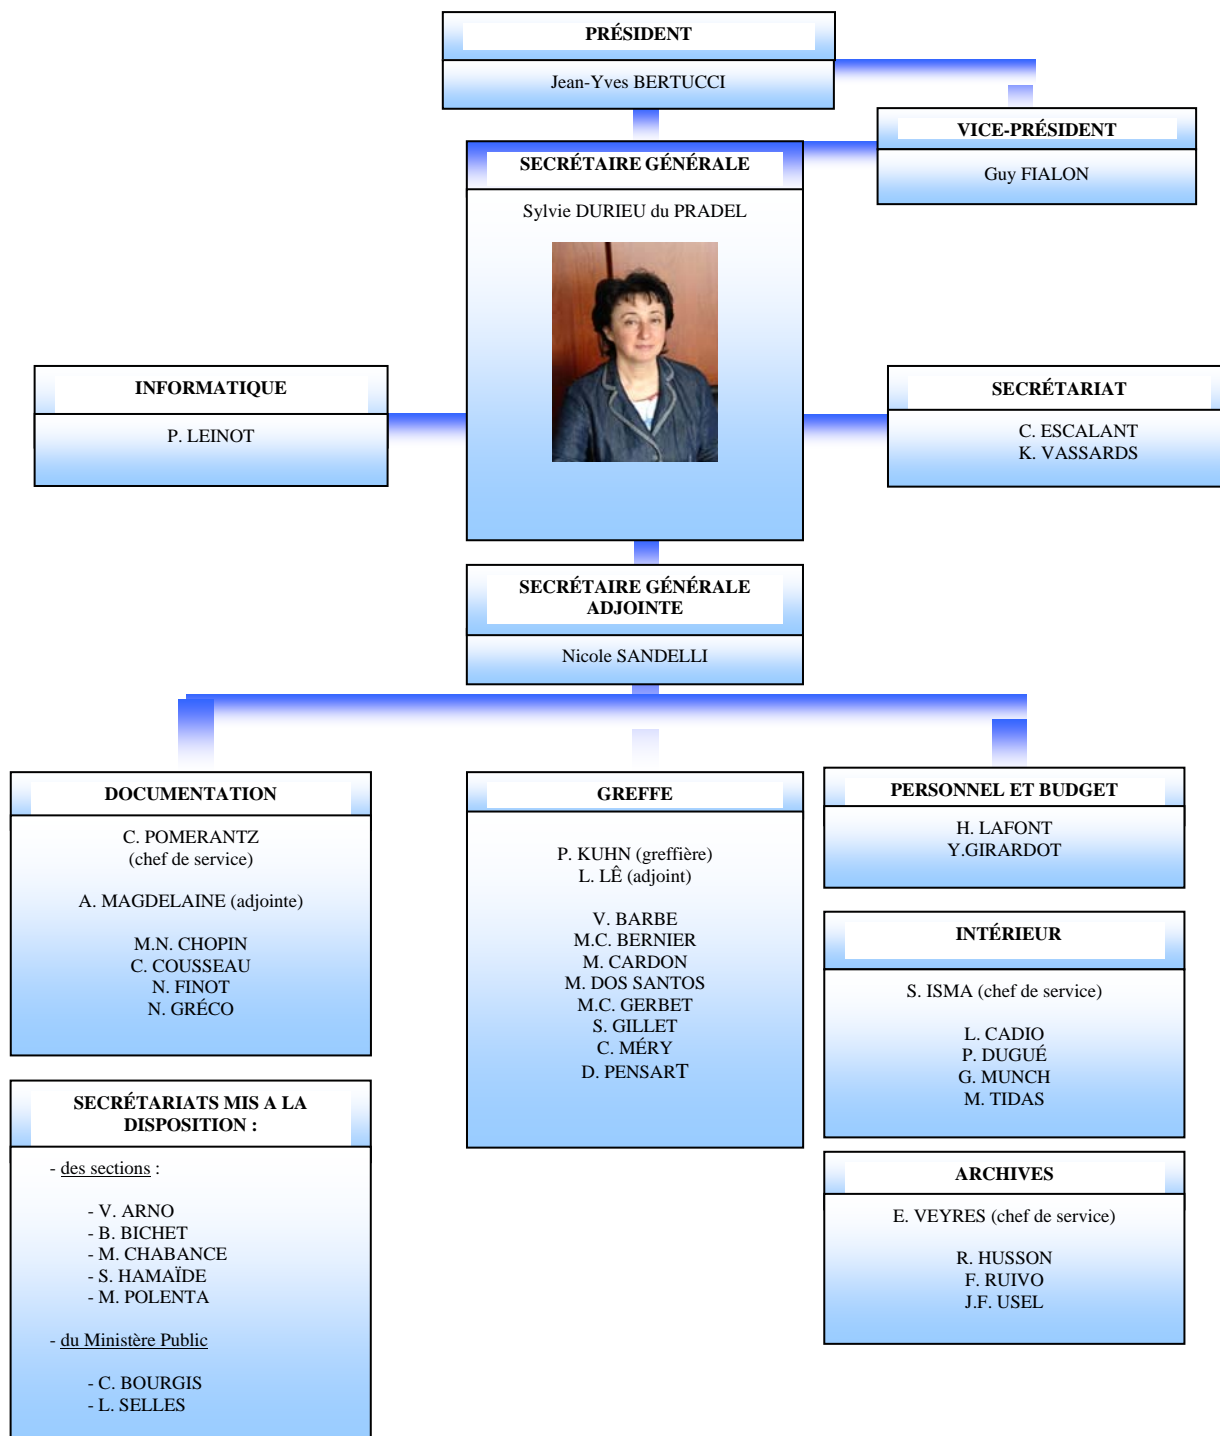 PRÉSIDENT
Jean-Yves BERTUCCI
VICE-PRÉSIDENT
Guy FIALON
SECRÉTAIRE GÉNÉRALE
Sylvie DURIEU du PRADEL
INFORMATIQUE
P. LEINOT
SECRÉTARIAT
C. ESCALANT
K. VASSARDS
SECRÉTAIRE GÉNÉRALE
ADJOINTE
Nicole SANDELLI
DOCUMENTATION
C. POMERANTZ
(chef de service)
A. MAGDELAINE (adjointe)
M.N. CHOPIN
C. COUSSEAU
N. FINOT
N. GRÉCO
SECRÉTARIATS MIS A LA
DISPOSITION :
- des sections :
- V. ARNO
- B. BICHET
- M. CHABANCE
- S. HAMAÏDE
- M. POLENTA
- du Ministère Public
- C. BOURGIS
- L. SELLES
GREFFE
P. KUHN (greffière)
L. LÊ (adjoint)
V. BARBE
M.C. BERNIER
M. CARDON
M. DOS SANTOS
M.C. GERBET
S. GILLET
C. MÉRY
D. PENSART
PERSONNEL ET BUDGET
H. LAFONT
Y.GIRARDOT
INTÉRIEUR
S. ISMA (chef de service)
L. CADIO
P. DUGUÉ
G. MUNCH
M. TIDAS
ARCHIVES
E. VEYRES (chef de service)
R. HUSSON
F. RUIVO
J.F. USEL